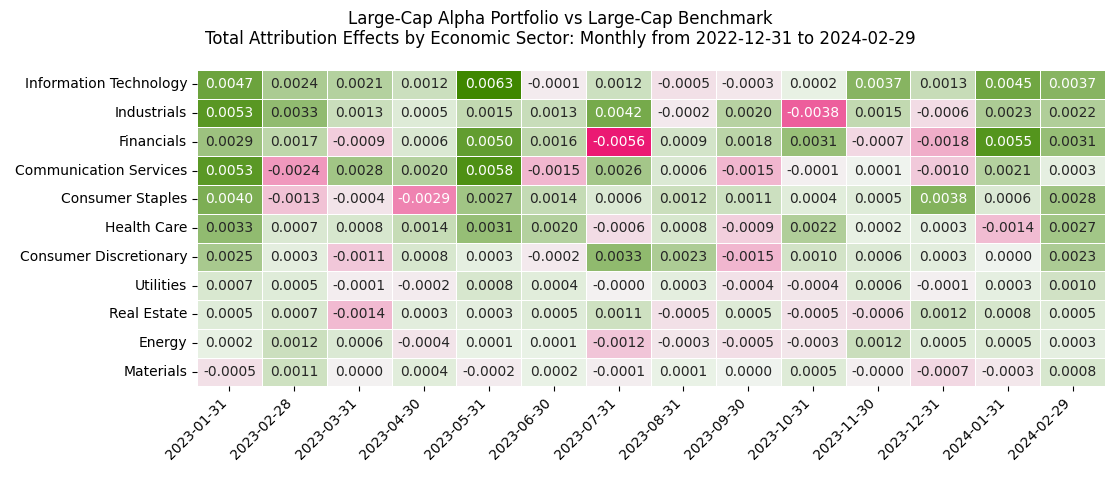 Large-Cap Alpha Portfolio vs Large-Cap Benchmark
Total Attribution Effects by Economic Sector: Monthly from 2022-12-31 to 2024-02-29
Information Technology 0.0047 0.0024 0.0021 0.0012 0.0063 -0.0001 0.0012 -0.0005 -0.0003 0.0002 0.0037 0.0013 0.0045 0.0037
Industrials 0.0053 0.0033 0.0013 0.0005 0.0015 0.0013 0.0042 -0.0002 0.0020 -0.0038 0.0015 -0.0006 0.0023 0.0022
Financials 0.0029 0.0017 -0.0009 0.0006 0.0050 0.0016 -0.0056 0.0009 0.0018 0.0031 -0.0007 -0.0018 0.0055 0.0031
Communication Services 0.0053 -0.0024 0.0028 0.0020 0.0058 -0.0015 0.0026 0.0006 -0.0015 -0.0001 0.0001 -0.0010 0.0021 0.0003
Consumer Staples 0.0040 -0.0013 -0.0004 -0.0029 0.0027 0.0014 0.0006 0.0012 0.0011 0.0004 0.0005 0.0038 0.0006 0.0028
Health Care 0.0033 0.0007 0.0008 0.0014 0.0031 0.0020 -0.0006 0.0008 -0.0009 0.0022 0.0002 0.0003 -0.0014 0.0027
Consumer Discretionary 0.0025 0.0003 -0.0011 0.0008 0.0003 -0.0002 0.0033 0.0023 -0.0015 0.0010 0.0006 0.0003 0.0000 0.0023
Utilities 0.0007 0.0005 -0.0001 -0.0002 0.0008 0.0004 -0.0000 0.0003 -0.0004 -0.0004 0.0006 -0.0001 0.0003 0.0010
Real Estate 0.0005 0.0007 -0.0014 0.0003 0.0003 0.0005 0.0011 -0.0005 0.0005 -0.0005 -0.0006 0.0012 0.0008 0.0005
Energy 0.0002 0.0012 0.0006 -0.0004 0.0001 0.0001 -0.0012 -0.0003 -0.0005 -0.0003 0.0012 0.0005 0.0005 0.0003
Materials -0.0005 0.0011 0.0000 0.0004 -0.0002 0.0002 -0.0001 0.0001 0.0000 0.0005 -0.0000 -0.0007 -0.0003 0.0008
2023-01-31 2023-02-28 2023-03-31 2023-04-30 2023-05-31 2023-06-30 2023-07-31 2023-08-31 2023-09-30 2023-10-31 2023-11-30 2023-12-31 2024-01-31 2024-02-29